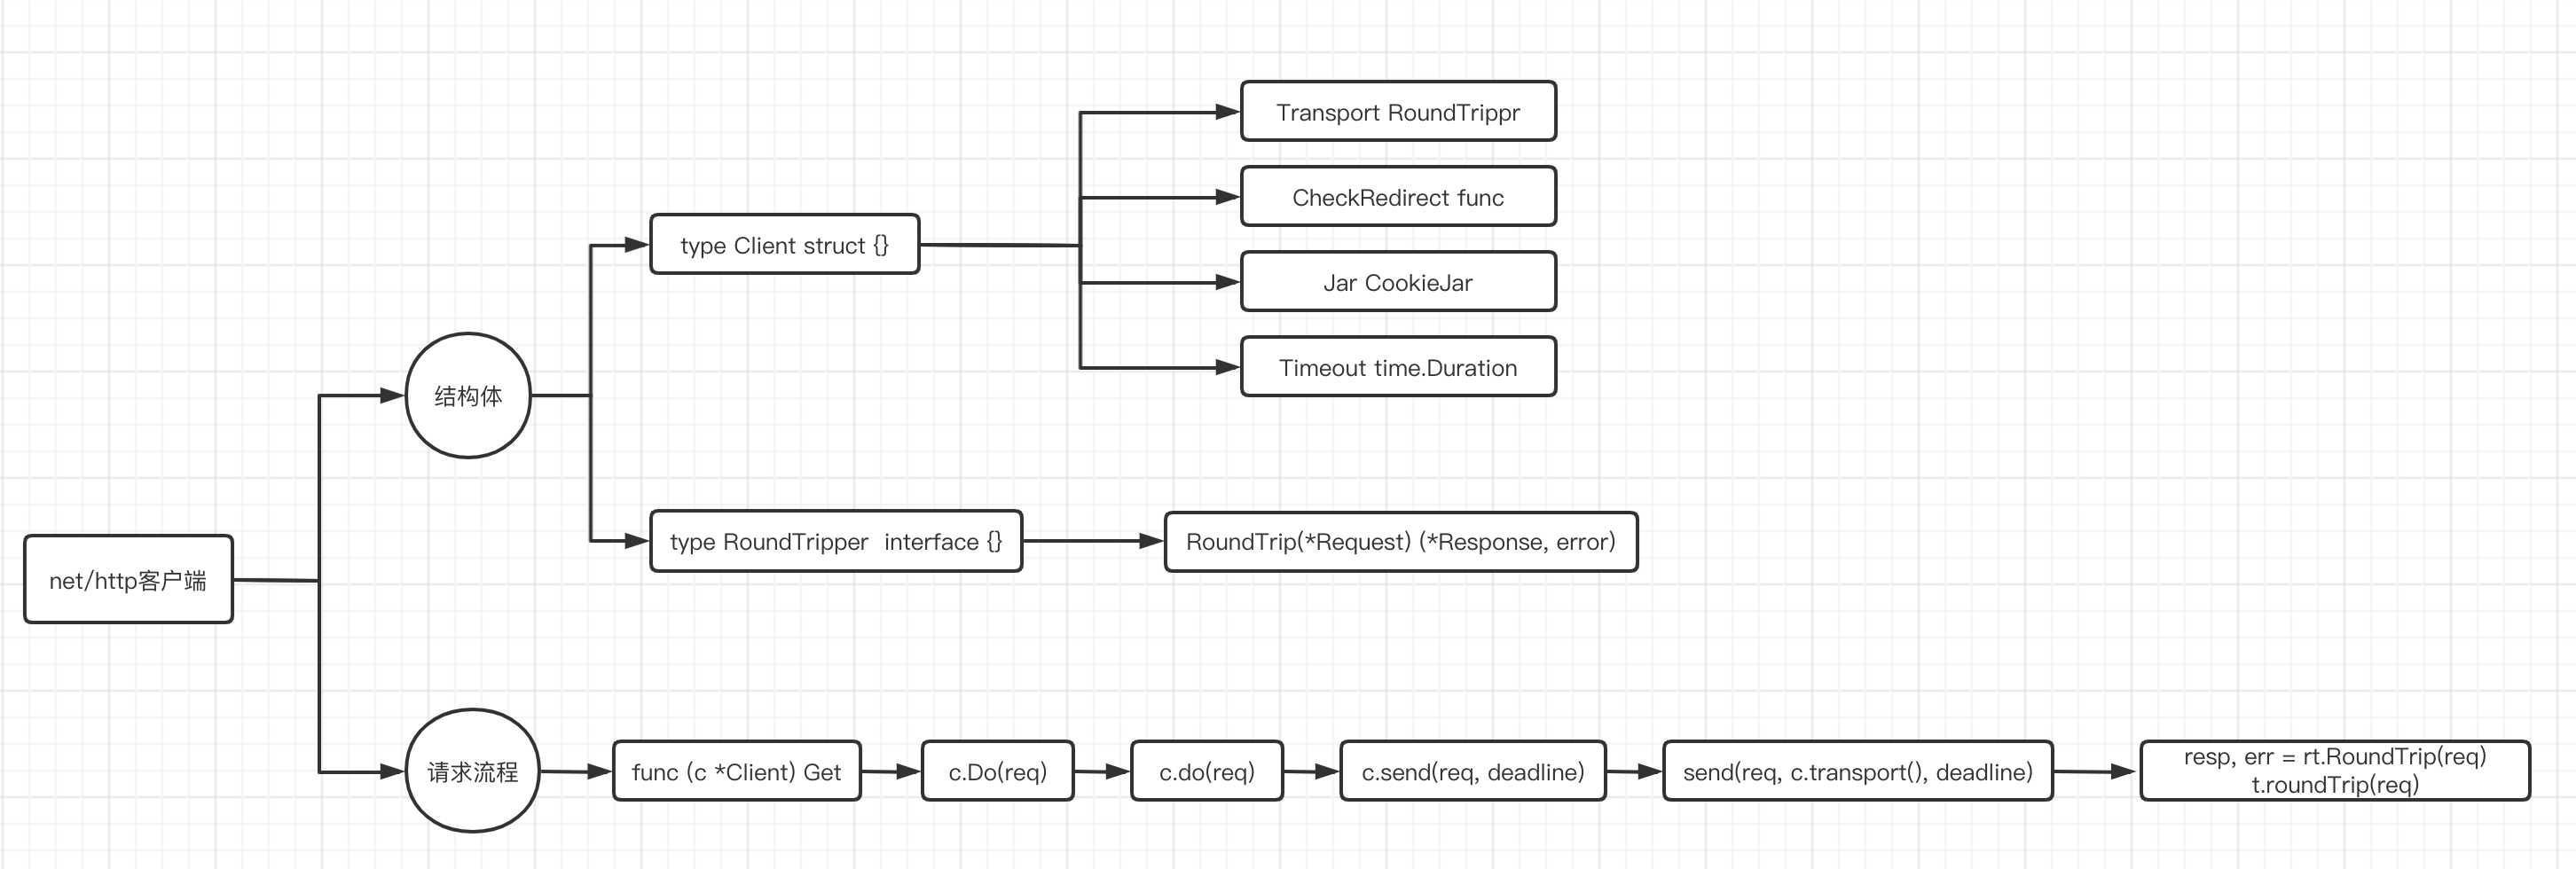 Transport RoundTrippr
CheckRedirect func
type Client struct {}
Jar CookieJar
Timeout time.Duration
结构体
type RoundTripper  interface {}
RoundTrip(*Request) (*Response, error)
net/http客户端
请求流程
func (c *Client) Get
c.Do(req)
c.do(req)
c.send(req, deadline)
send(req, c.transport(), deadline)
resp, err = rt.RoundTrip(req)
t.roundTrip(req)